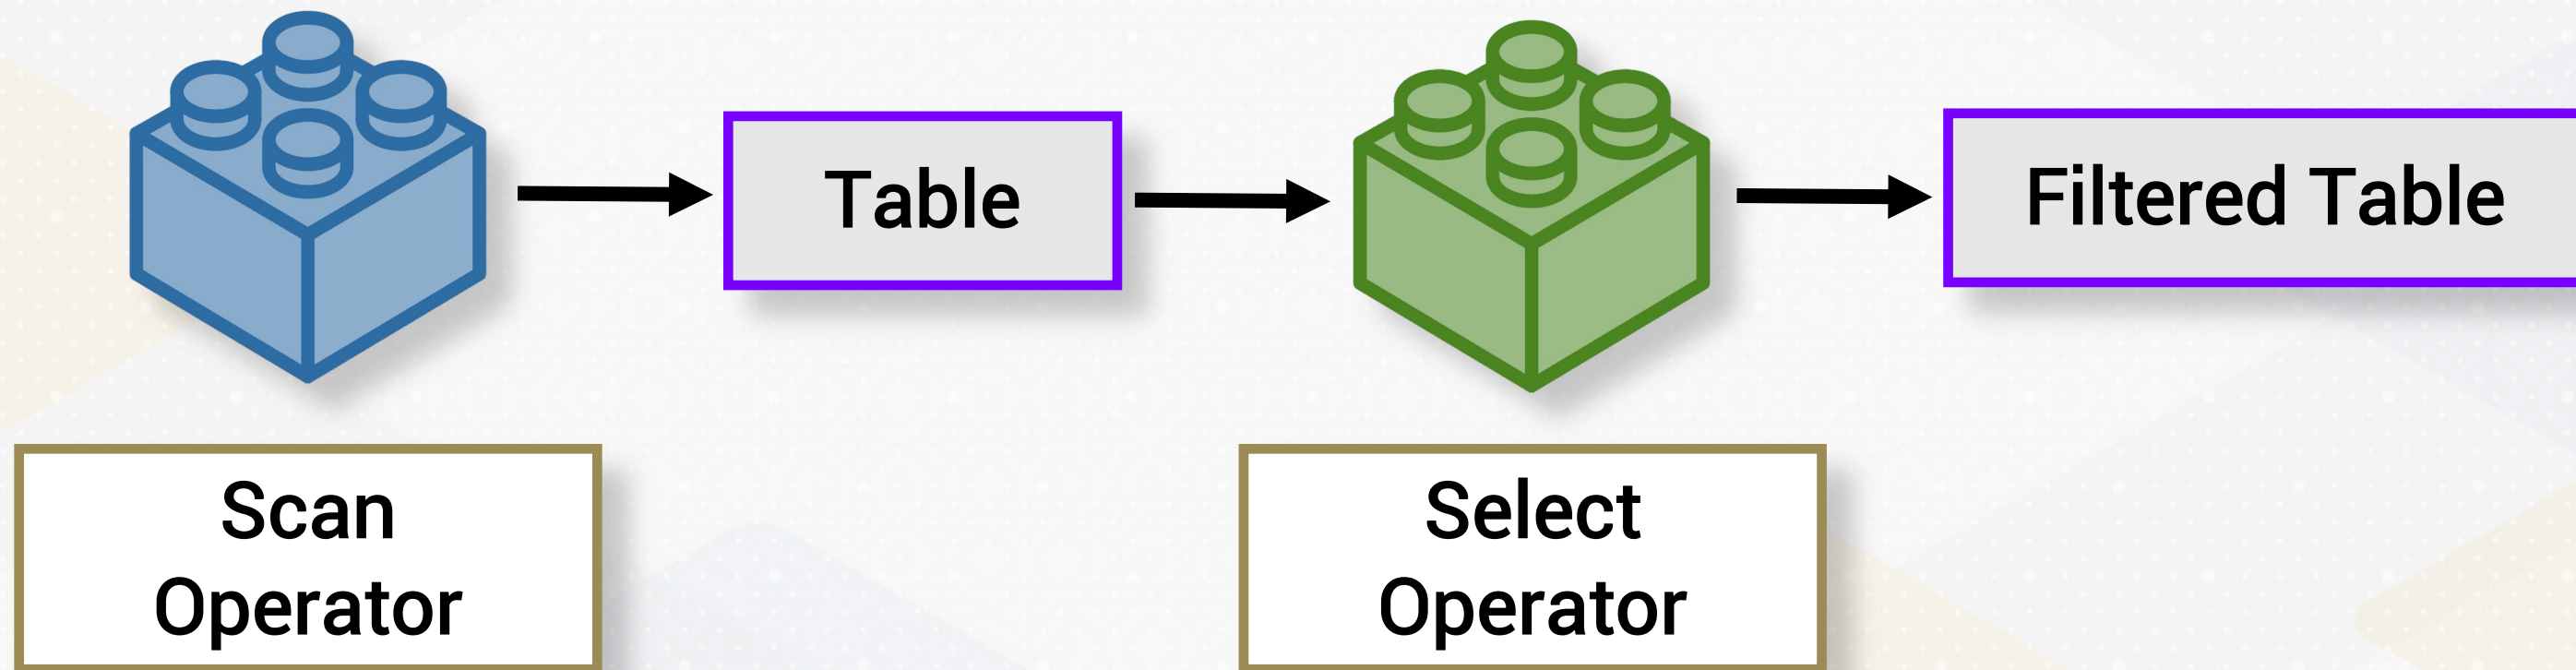 Table
Filtered Table
Scan
Operator
Select
Operator